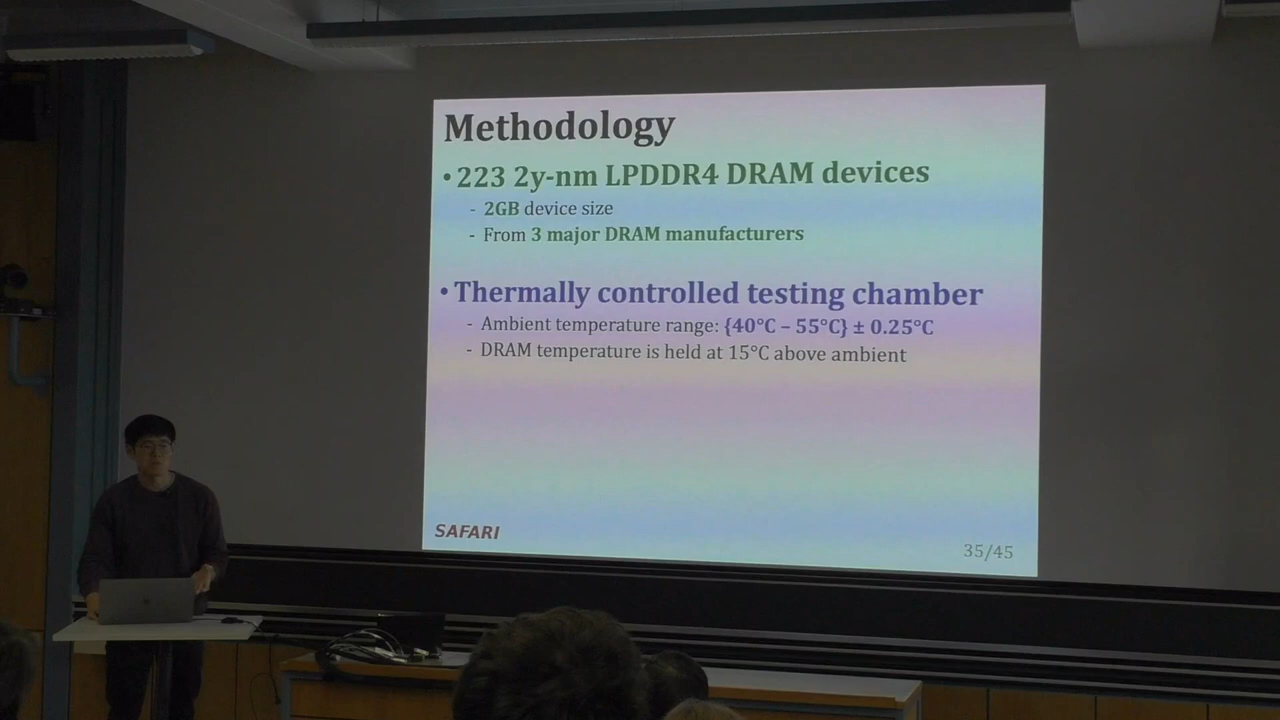 Methodology
• 223 2y-nm LPDDR4 DRAM devices
- 2GB device size
- From 3 major DRAM manufacturers
• Thermally controlled testing chamber
- Ambient temperature range: {40°C – 55°C} ± 0.25°C
- DRAM temperature is held at 15°C above ambient
SAFARI
35/45